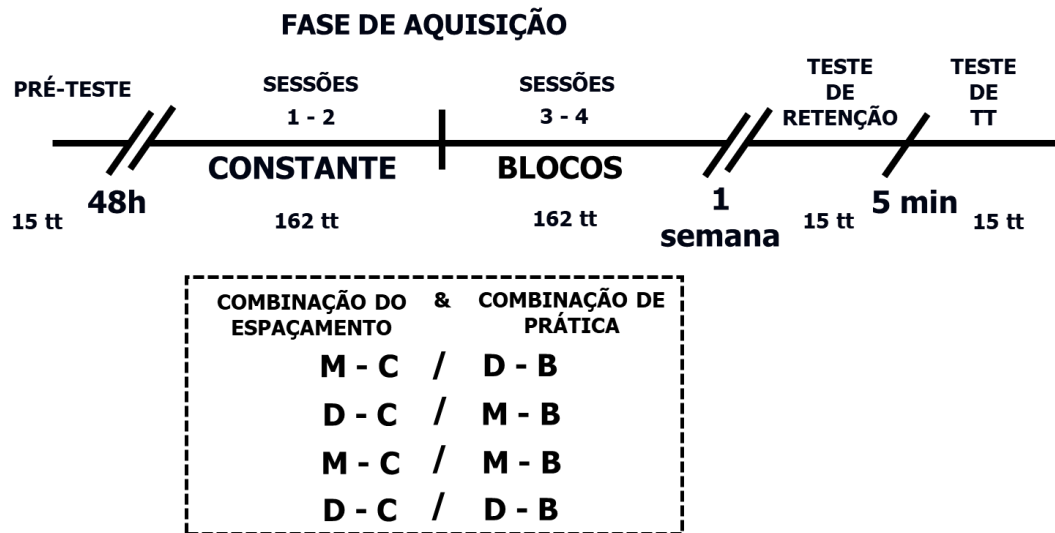 FASE DE AQUISIÇÃO
PRÉ-TESTE
SESSÕES
1 - 2
SESSÕES
3 - 4
TESTE
DE
RETENÇÃO
TESTE
DE
TT
CONSTANTE
BLOCOS
15 tt
48h
162 tt
162 tt
1
semana
15 tt
5 min
15 tt
COMBINAÇÃO DO
ESPAÇAMENTO
&
COMBINAÇÃO DE
PRÁTICA
M - C / D - B
D - C / M - B
M - C / M - B
D - C / D - B